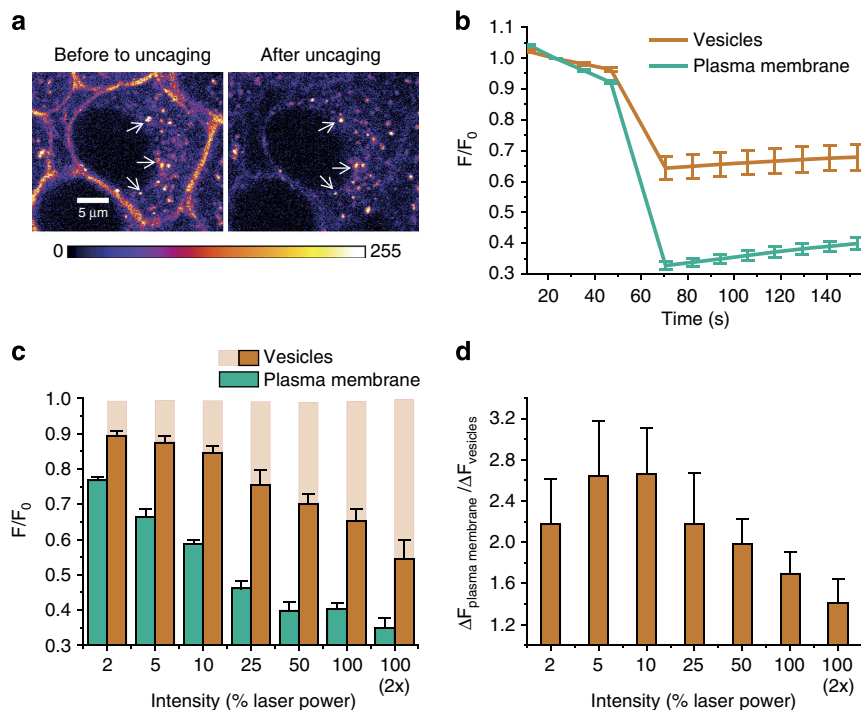 a
Before to uncaging
After uncaging
5 μm
0
255
b
Vesicles
Plasma membrane
F/F0
1.1
1.0
0.9
0.8
0.7
0.6
0.5
0.4
0.3
20 40 60 80 100 120 140
Time (s)
c
Vesicles
Plasma membrane
F/F0
1.0
0.9
0.8
0.7
0.6
0.5
0.4
0.3
2 5 10 25 50 100 100
(2x)
Intensity (% laser power)
d
ΔFplasma membrane /ΔFvesicles
3.2
2.8
2.4
2.0
1.6
1.2
2 5 10 25 50 100 100
(2x)
Intensity (% laser power)